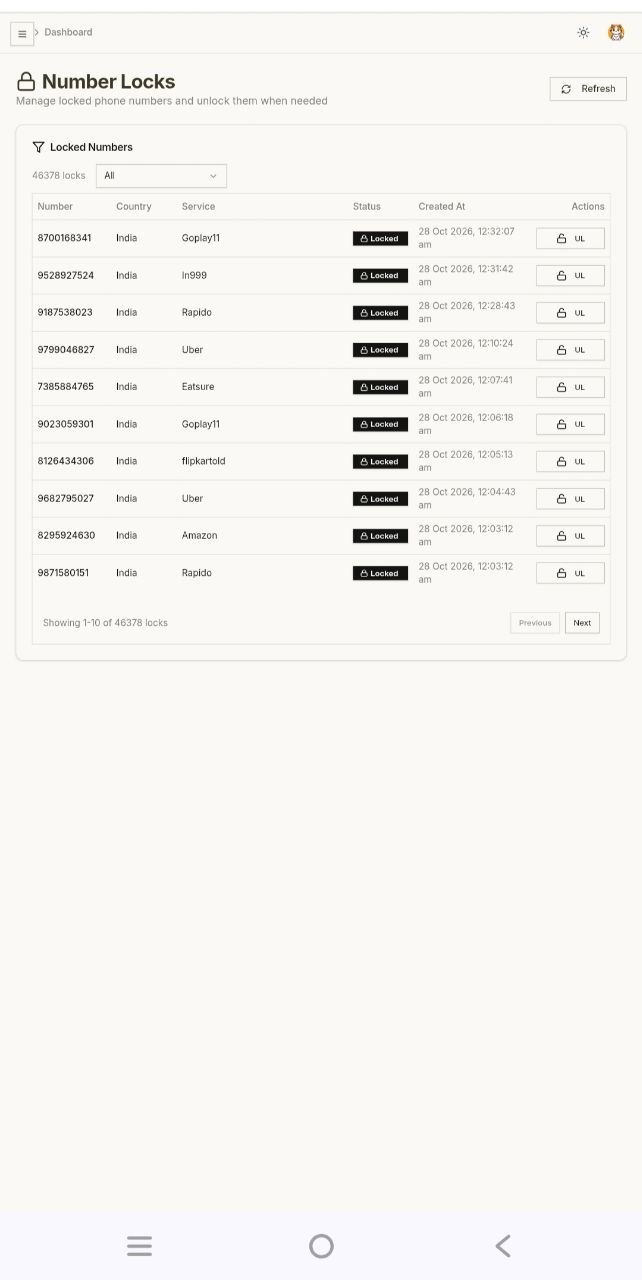 Dashboard
Number Locks
Manage locked phone numbers and unlock them when needed
Refresh
Locked Numbers
46378 locks All
Number Country Service Status Created At Actions
8700168341 India Goplay11 Locked 28 Oct 2026, 12:32:07 am UL
9528927524 India In999 Locked 28 Oct 2026, 12:31:42 am UL
9187538023 India Rapido Locked 28 Oct 2026, 12:28:43 am UL
9799046827 India Uber Locked 28 Oct 2026, 12:10:24 am UL
7385884765 India Eatsure Locked 28 Oct 2026, 12:07:41 am UL
9023059301 India Goplay11 Locked 28 Oct 2026, 12:06:18 am UL
8126434306 India flipkartold Locked 28 Oct 2026, 12:05:13 am UL
9682795027 India Uber Locked 28 Oct 2026, 12:04:43 am UL
8295924630 India Amazon Locked 28 Oct 2026, 12:03:12 am UL
9871580151 India Rapido Locked 28 Oct 2026, 12:03:12 am UL
Showing 1-10 of 46378 locks Previous Next